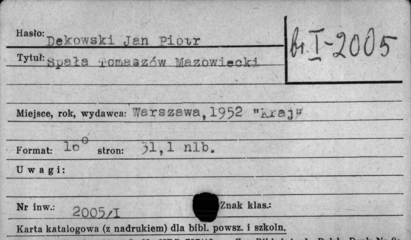 Hasło: Dekowski Jan Piotr
br. I-2005
Tytuł: Spała Tomaszów Mazowiecki
Miejsce, rok, wydawca: Warszawa, 1952 "Kraj"
Format: 16° stron: 31,1 nlb.
Uwagi:
Nr inw.: 2005/I Znak klas.:
Karta katalogowa (z nadrukiem) dla bibl. powsz. i szkoln.